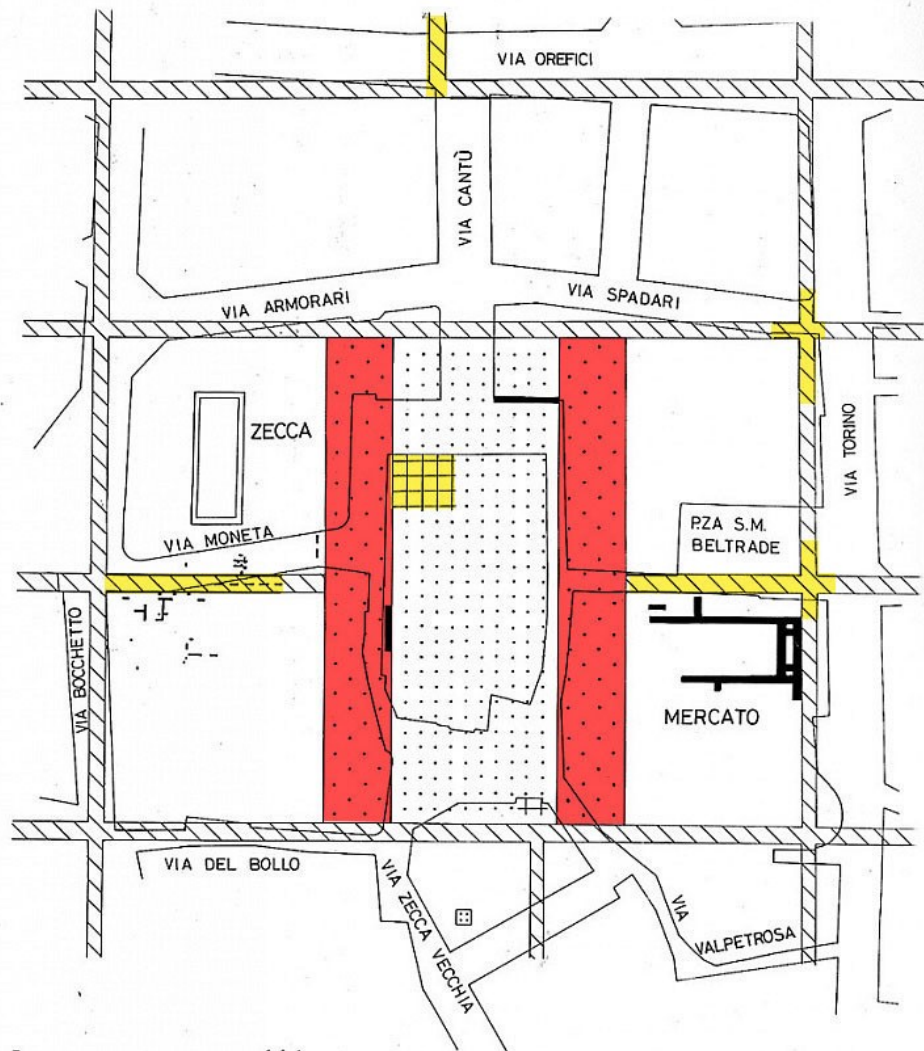 VIA OREFICI
VIA CANTÙ
VIA ARMORARI
VIA SPADARI
ZECCA
VIA TORINO
VIA MONETA
P.ZA S.M.
BELTRADE
VIA BOCCHETTO
MERCATO
VIA DEL BOLLO
VIA ZECCA VECCHIA
VIA
VALPETROSA